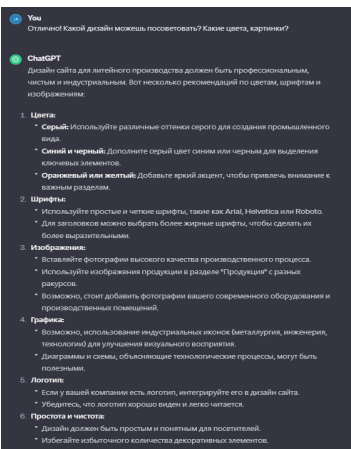 You
Отлично! Какой дизайн можешь посоветовать? Какие цвета, картинки?
ChatGPT
Дизайн сайта для литейного производства должен быть профессиональным,
чистым и индустриальным. Вот несколько рекомендаций по цветам, шрифтам и
изображениям:
1. Цвета:
• Серый: Используйте различные оттенки серого для создания промышленного
вида.
• Синий и черный: Дополните серый цвет синим или черным для выделения
ключевых элементов.
• Оранжевый или желтый: Добавьте яркий акцент, чтобы привлечь внимание к
важным разделам.
2. Шрифты:
• Используйте простые и четкие шрифты, такие как Arial, Helvetica или Roboto.
• Для заголовков можно выбрать более жирные шрифты, чтобы сделать их
более выразительными.
3. Изображения:
• Вставляйте фотографии высокого качества производственного процесса.
• Используйте изображения продукции в разделе "Продукция" с разных
ракурсов.
• Возможно, стоит добавить фотографии вашего современного оборудования и
производственных помещений.
4. Графика:
• Возможно, использование индустриальных иконок (металлургия, инженерия,
технологии) для улучшения визуального восприятия.
• Диаграммы и схемы, объясняющие технологические процессы, могут быть
полезными.
5. Логотип:
• Если у вашей компании есть логотип, интегрируйте его в дизайн сайта.
• Убедитесь, что логотип хорошо виден и легко читается.
6. Простота и чистота:
• Дизайн должен быть простым и понятным для посетителей.
• Избегайте избыточного количества декоративных элементов.